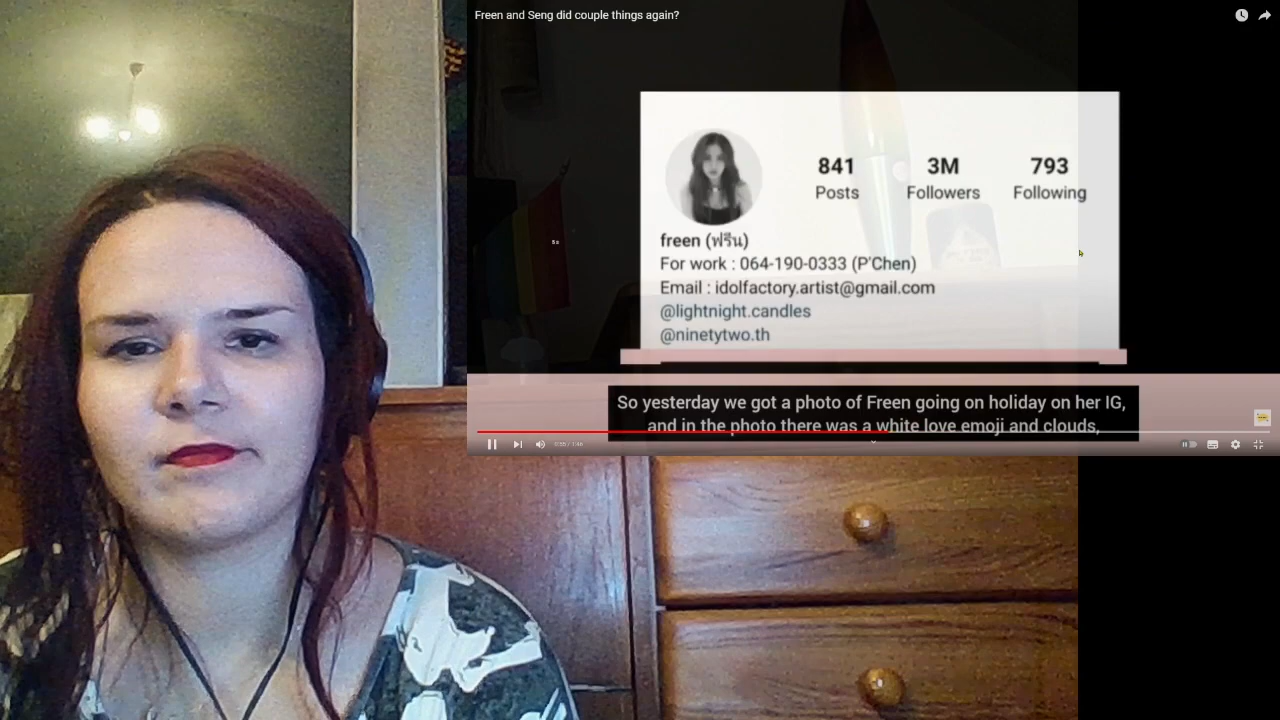 Freen and Seng did couple things again?
841 3M 793
Posts Followers Following
freen (ฟรีน)
For work : 064-190-0333 (P'Chen)
Email : idolfactory.artist@gmail.com
@lightnight.candles
@ninetytwo.th
So yesterday we got a photo of Freen going on holiday on her IG,
and in the photo there was a white love emoji and clouds,